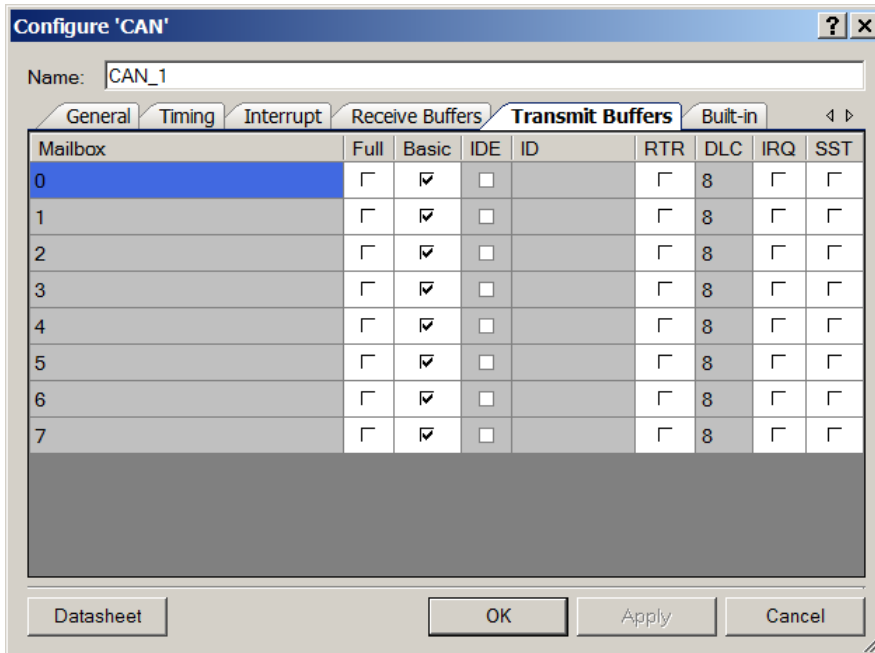 Configure 'CAN'
Name: CAN_1
General Timing Interrupt Receive Buffers Transmit Buffers Built-in
Mailbox Full Basic IDE ID RTR DLC IRQ SST
0 8
1 8
2 8
3 8
4 8
5 8
6 8
7 8
Datasheet OK Apply Cancel